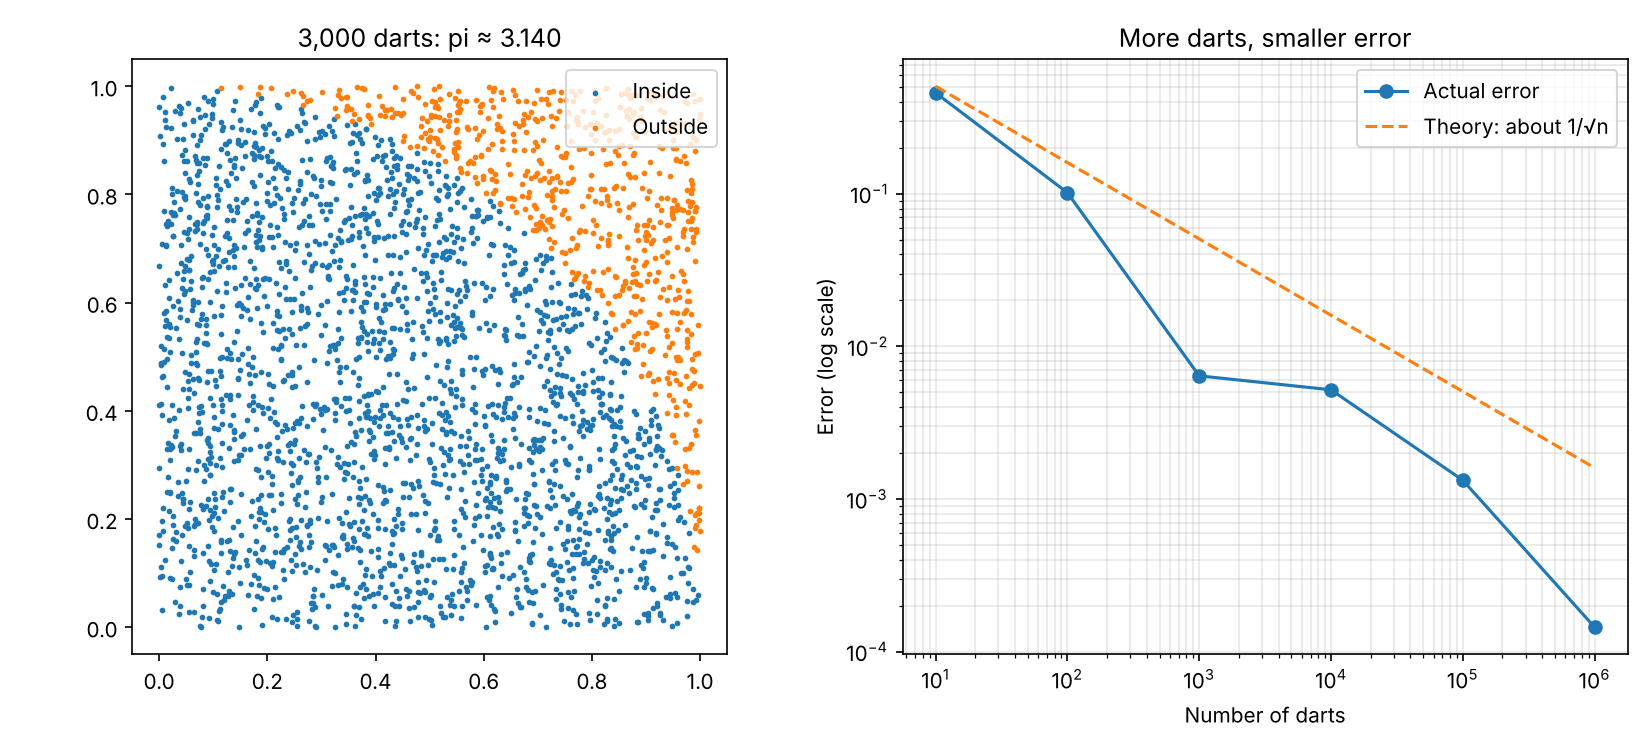 3,000 darts: pi ≈ 3.140
1.0
0.8
0.6
0.4
0.2
0.0
0.0 0.2 0.4 0.6 0.8 1.0
Inside
Outside
More darts, smaller error
Actual error
Theory: about 1/√n
Error (log scale)
10⁻¹
10⁻²
10⁻³
10⁻⁴
10¹ 10² 10³ 10⁴ 10⁵ 10⁶
Number of darts